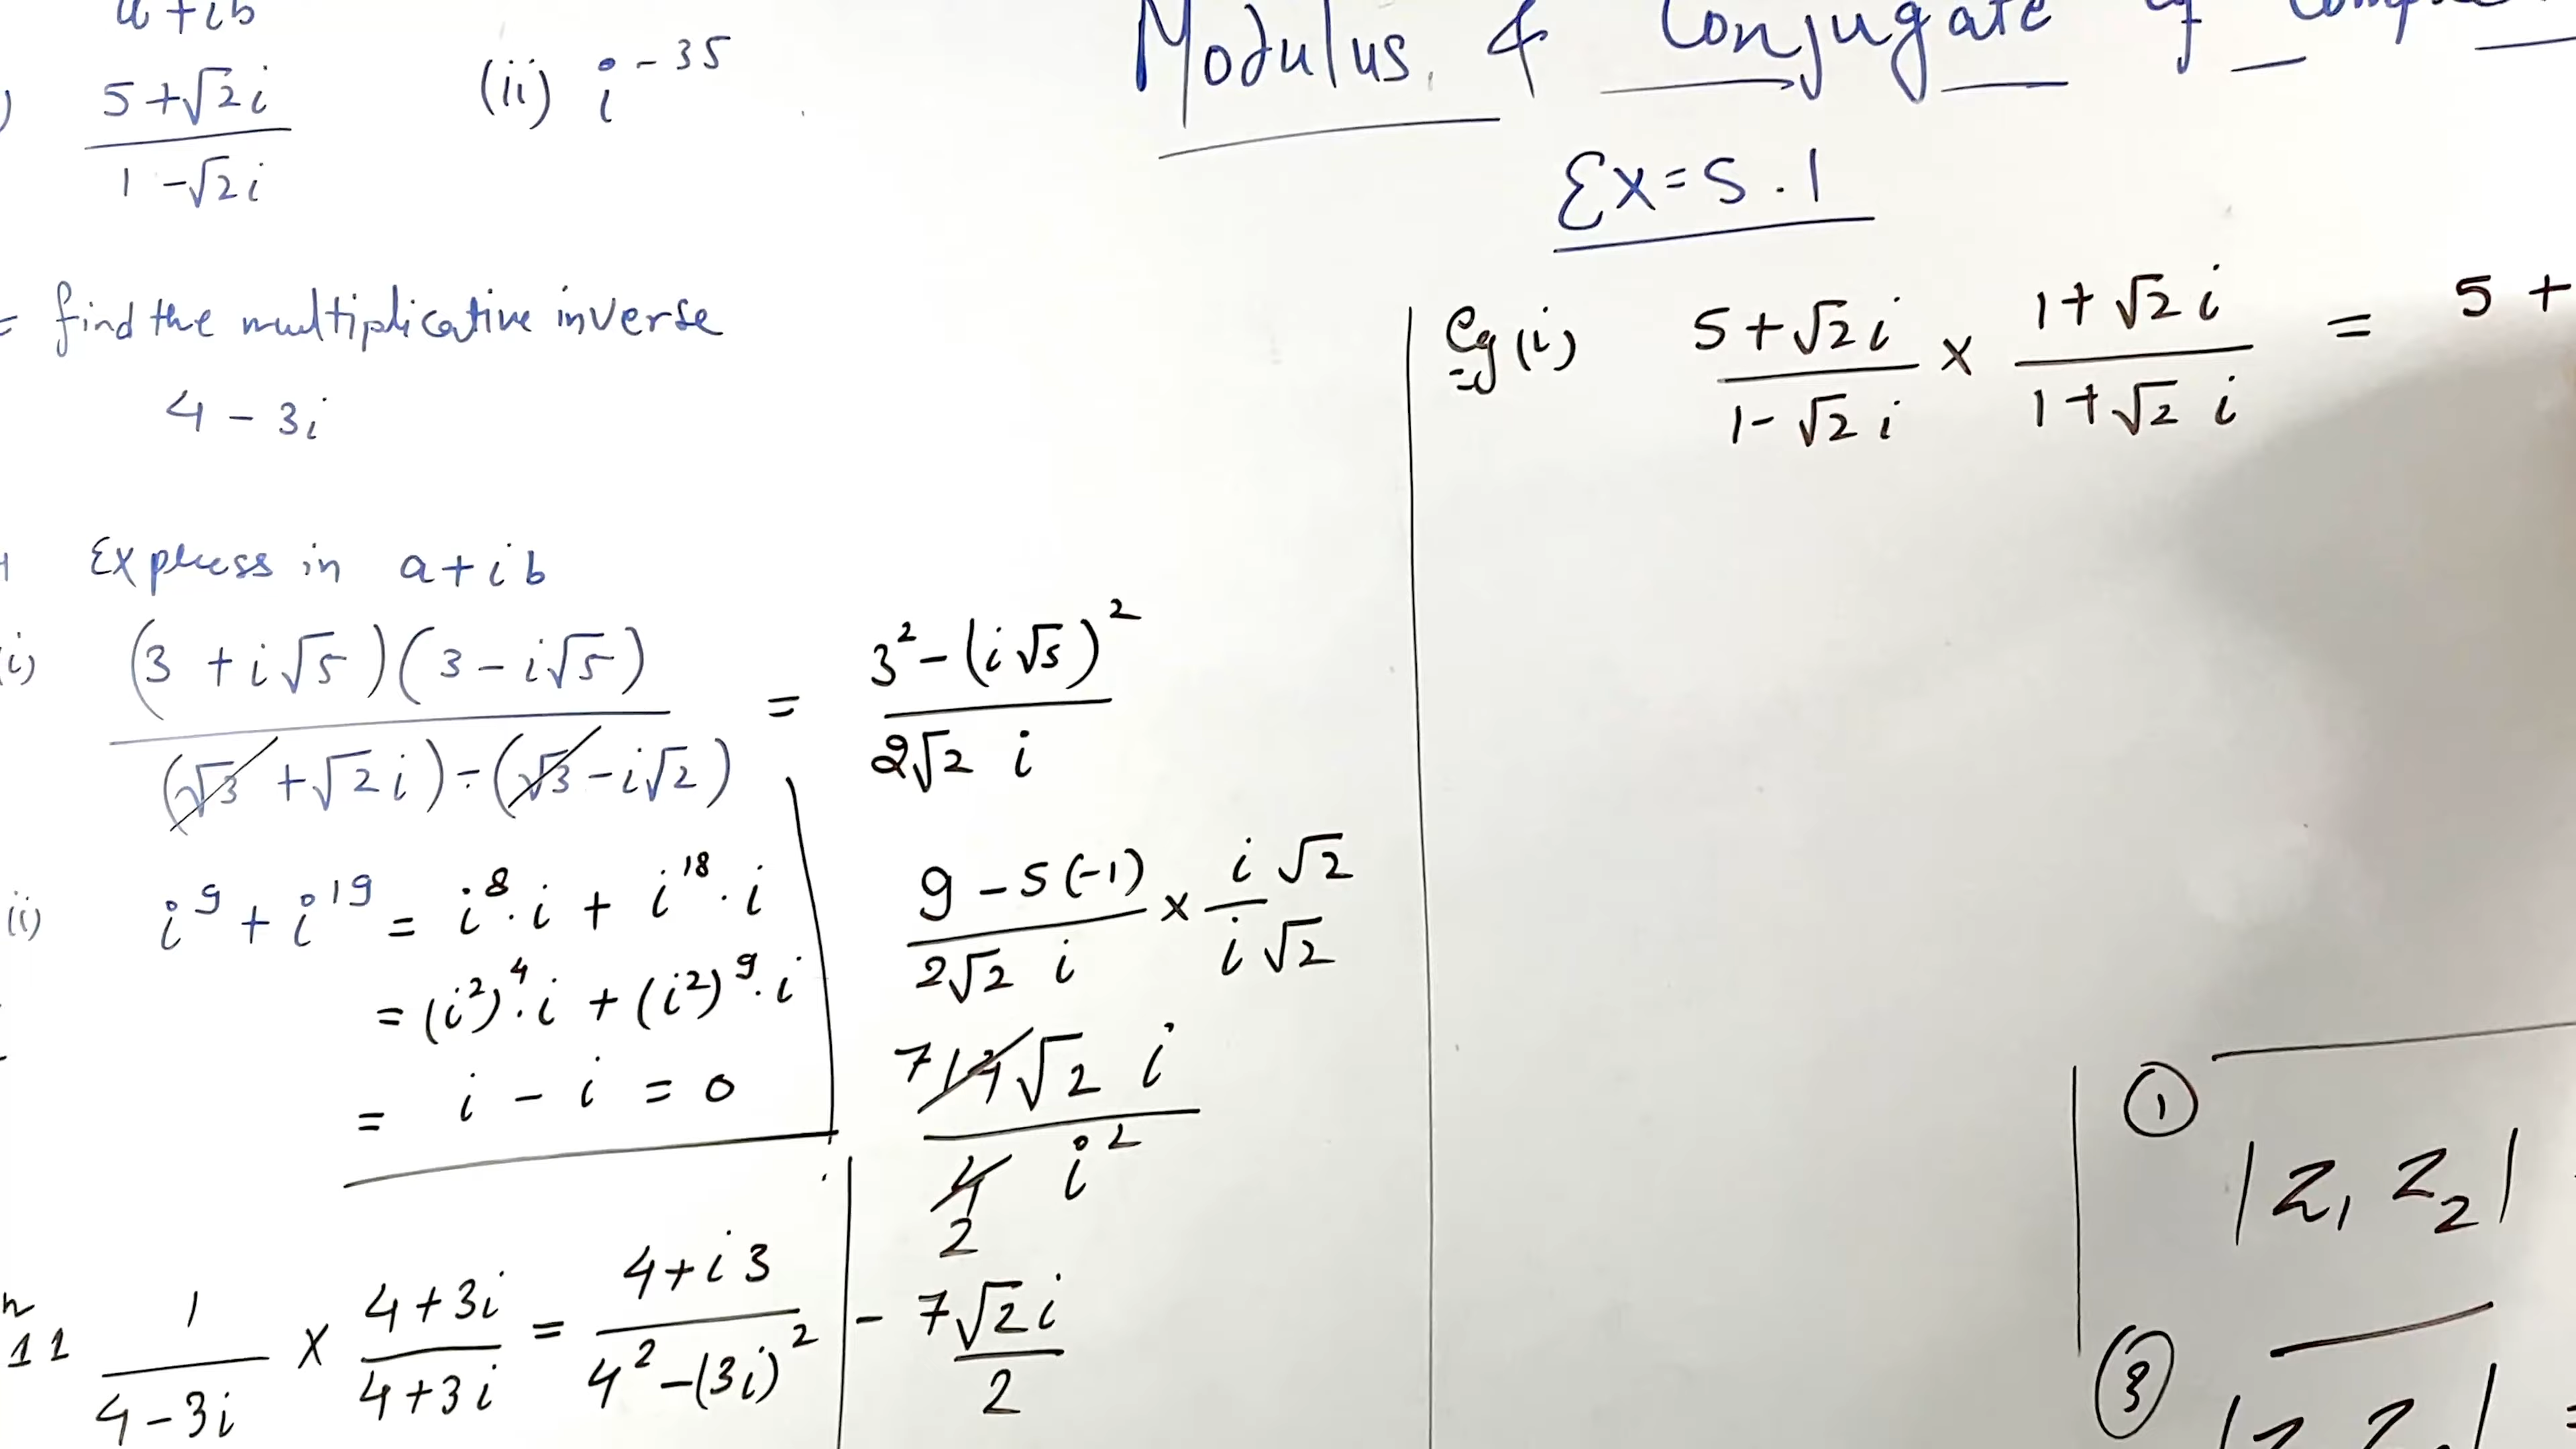 a+ib
) (5+√2i)/(1-√2i) (ii) i^-35
= find the multiplicative inverse
4 - 3i
Express in a+ib
(i) ((3 + i√5)(3 - i√5))/((√3 + √2i) - (√3 - i√2)) = (3² - (i√5)²)/(2√2 i)
(9 - 5(-1))/(2√2 i) × (i√2)/(i√2)
7 14√2 i / 4 i²
2
- 7√2i/2
(i) i^9 + i^19 = i^8 · i + i^18 · i
= (i²)^4 · i + (i²)^9 · i
= i - i = 0
11 1/(4-3i) × (4+3i)/(4+3i) = (4+i3)/(4² - (3i)²)
Modulus & Conjugate of
Ex = 5.1
Eg (i) (5+√2i)/(1-√2i) × (1+√2i)/(1+√2i) = 5 +
①
|Z₁ Z₂|
③